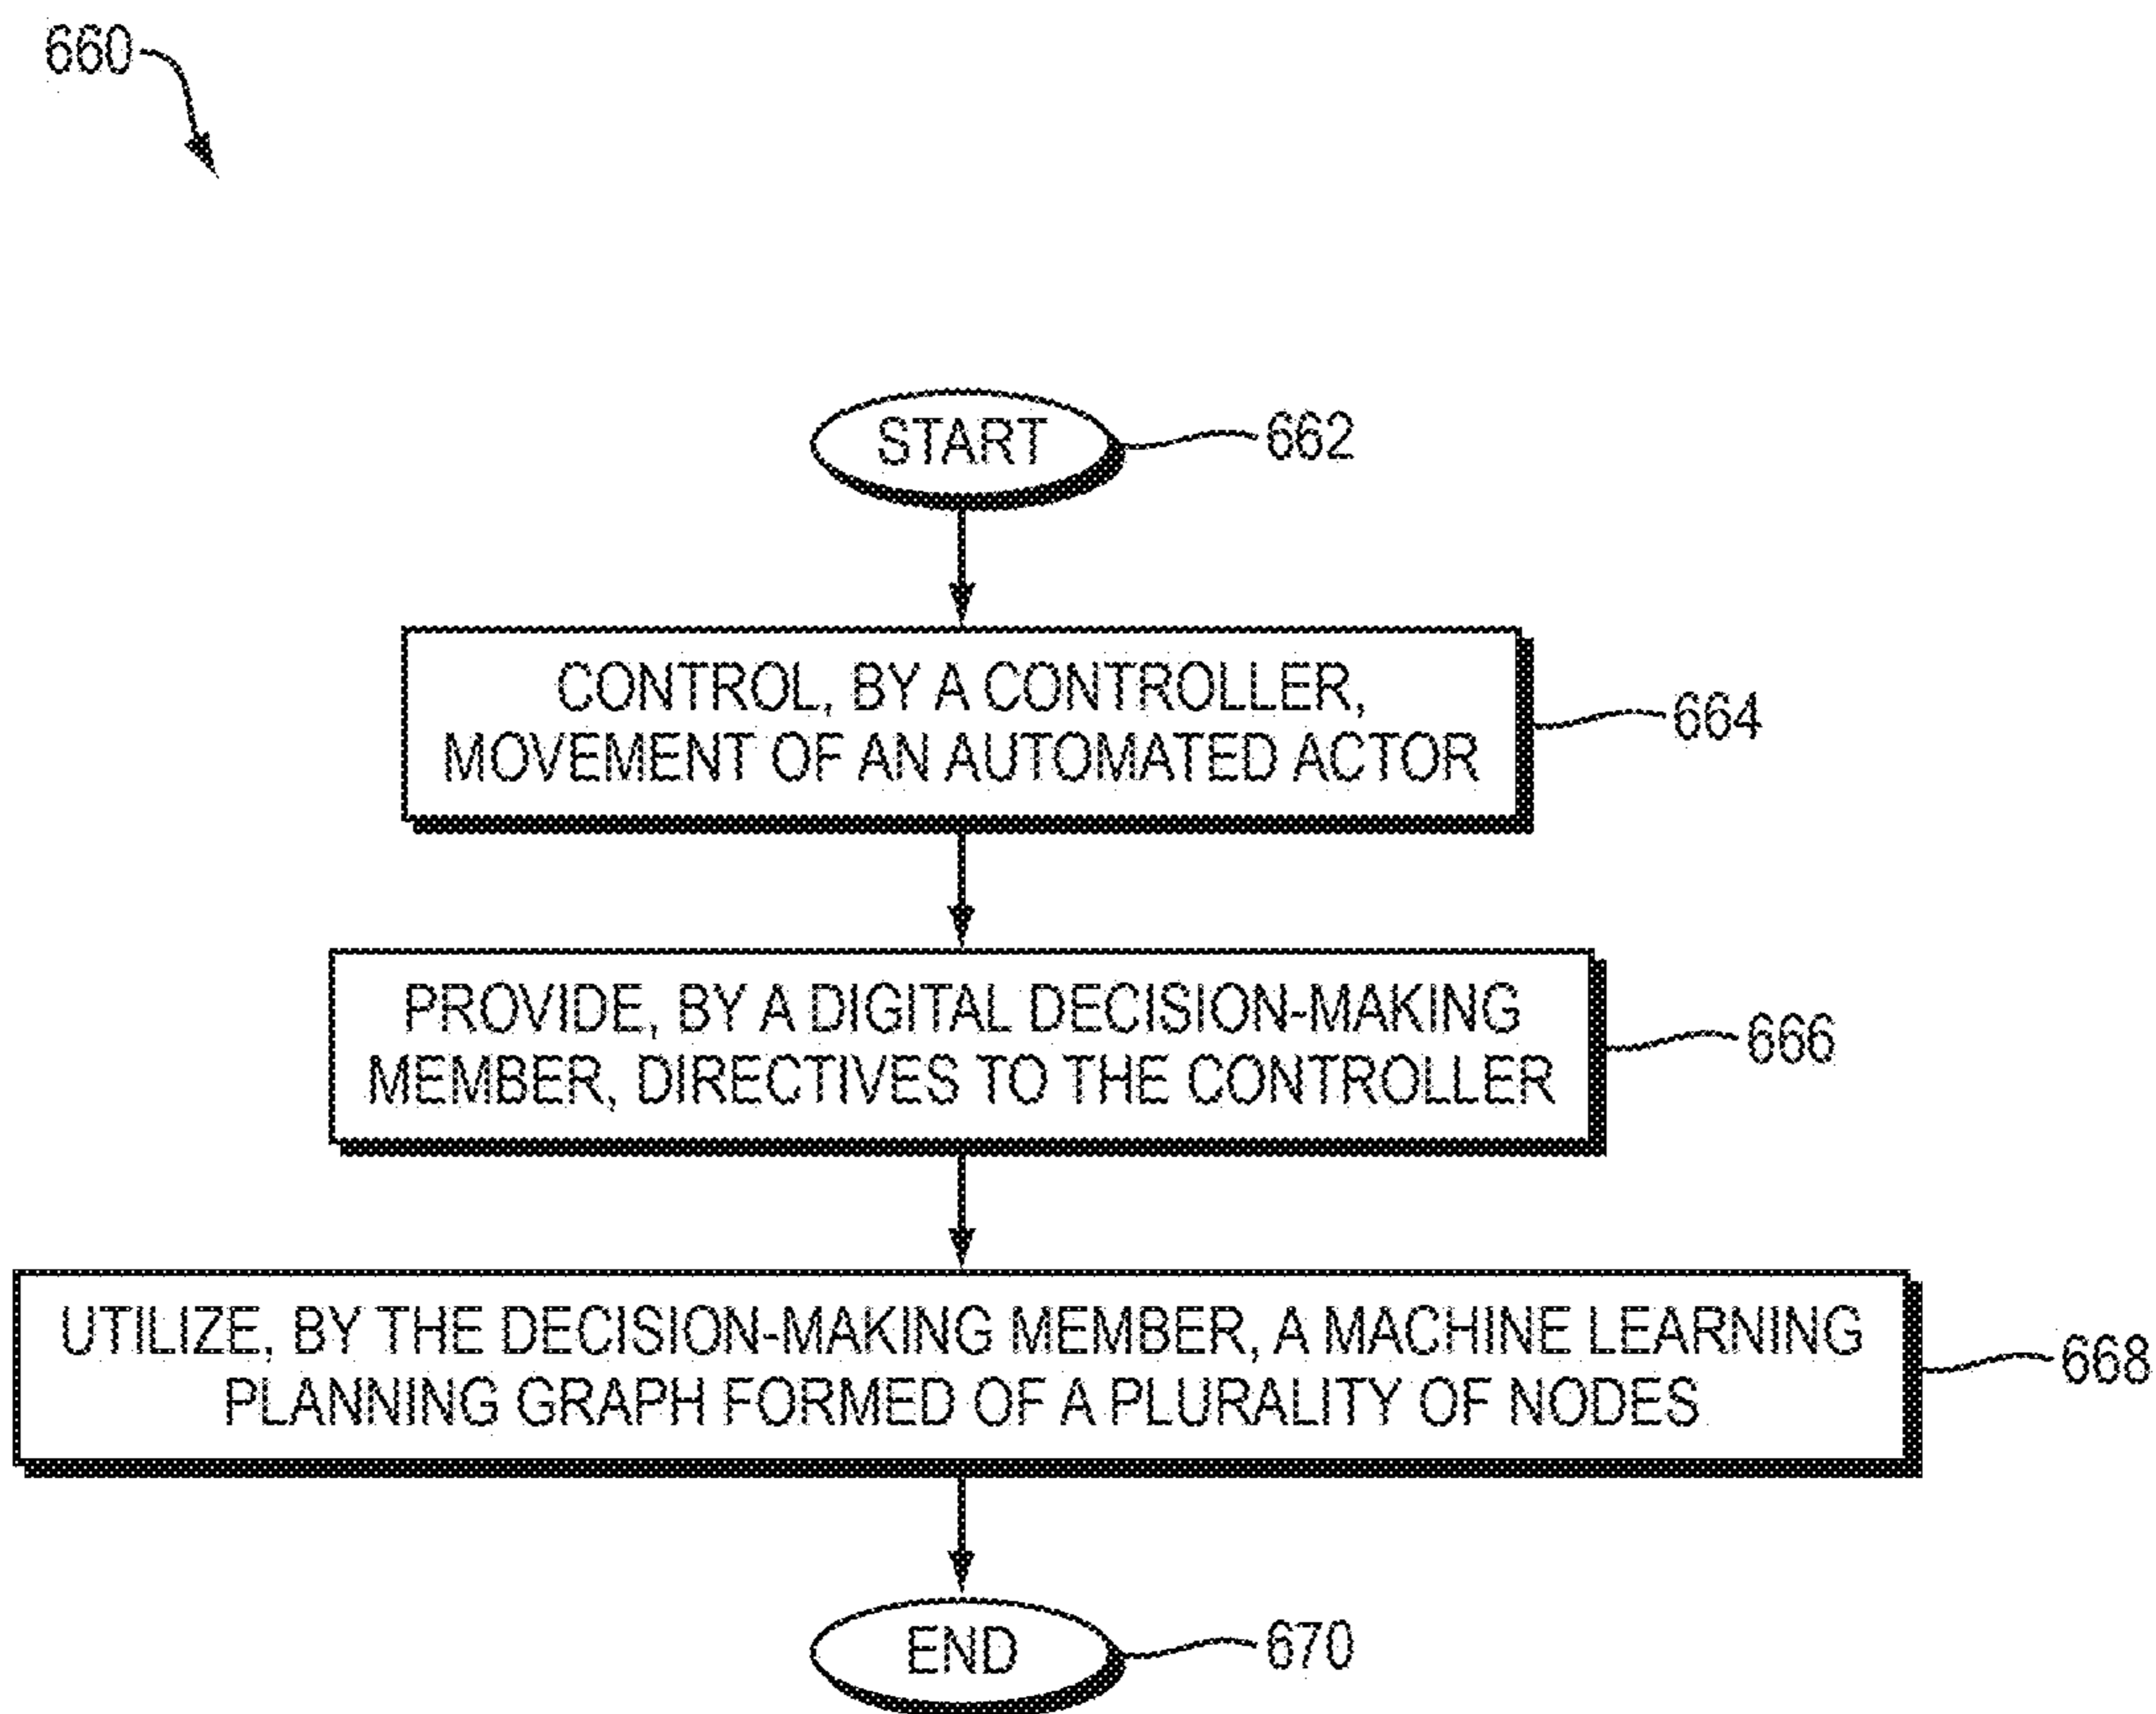 660
START
662
CONTROL, BY A CONTROLLER,
MOVEMENT OF AN AUTOMATED ACTOR
664
PROVIDE, BY A DIGITAL DECISION-MAKING
MEMBER, DIRECTIVES TO THE CONTROLLER
666
UTILIZE, BY THE DECISION-MAKING MEMBER, A MACHINE LEARNING
PLANNING GRAPH FORMED OF A PLURALITY OF NODES
668
END
670